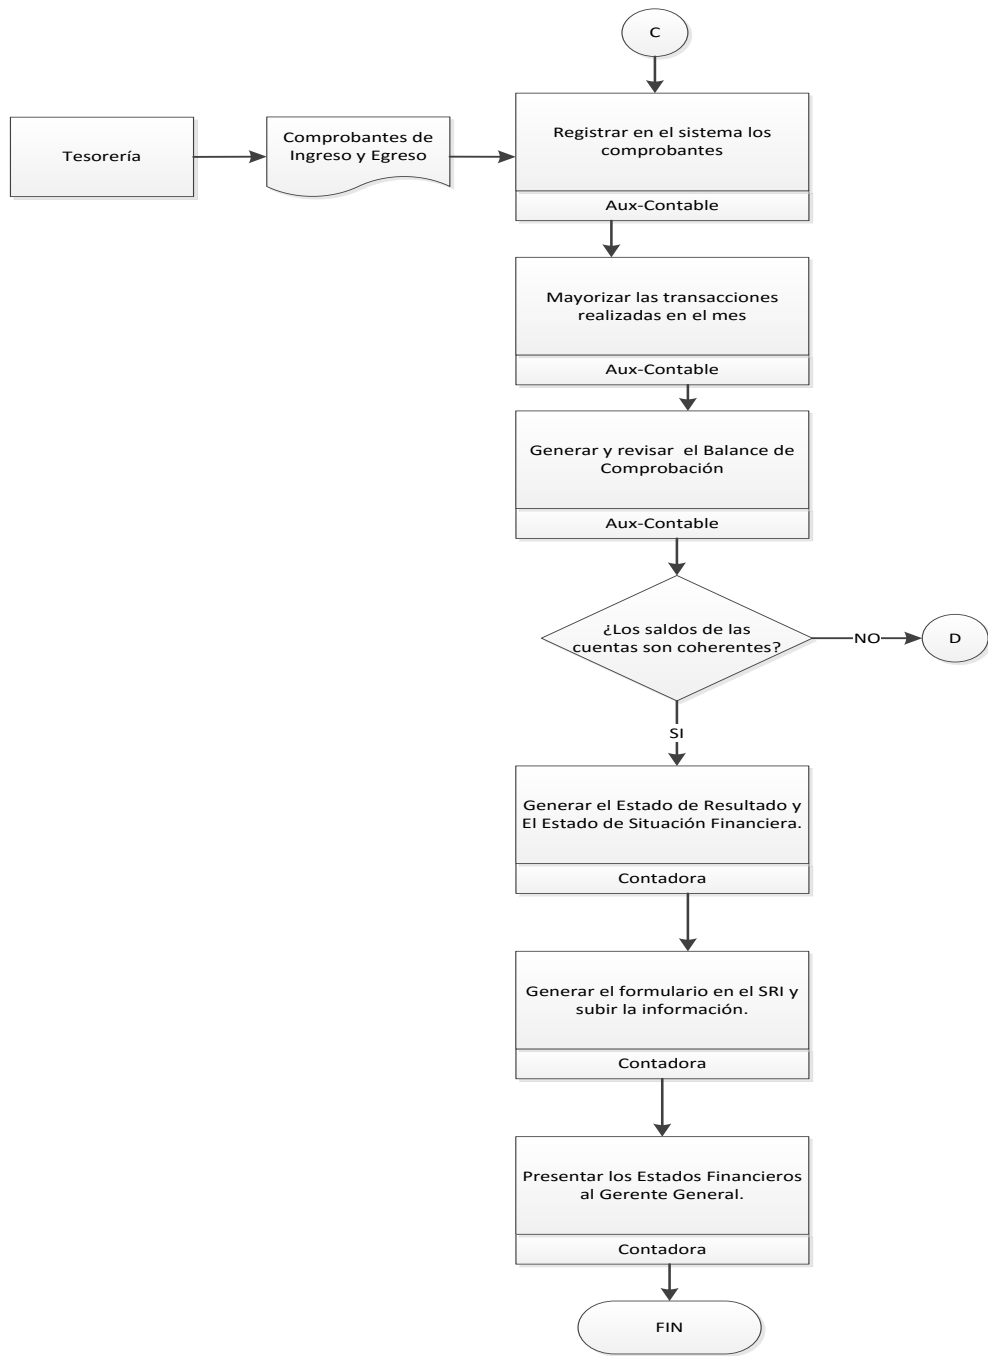 C
Tesorería
Comprobantes de
Ingreso y Egreso
Registrar en el sistema los
comprobantes
Aux-Contable
Mayorizar las transacciones
realizadas en el mes
Aux-Contable
Generar y revisar  el Balance de
Comprobación
Aux-Contable
¿Los saldos de las
cuentas son coherentes?
NO
D
SI
Generar el Estado de Resultado y
El Estado de Situación Financiera.
Contadora
Generar el formulario en el SRI y
subir la información.
Contadora
Presentar los Estados Financieros
al Gerente General.
Contadora
FIN